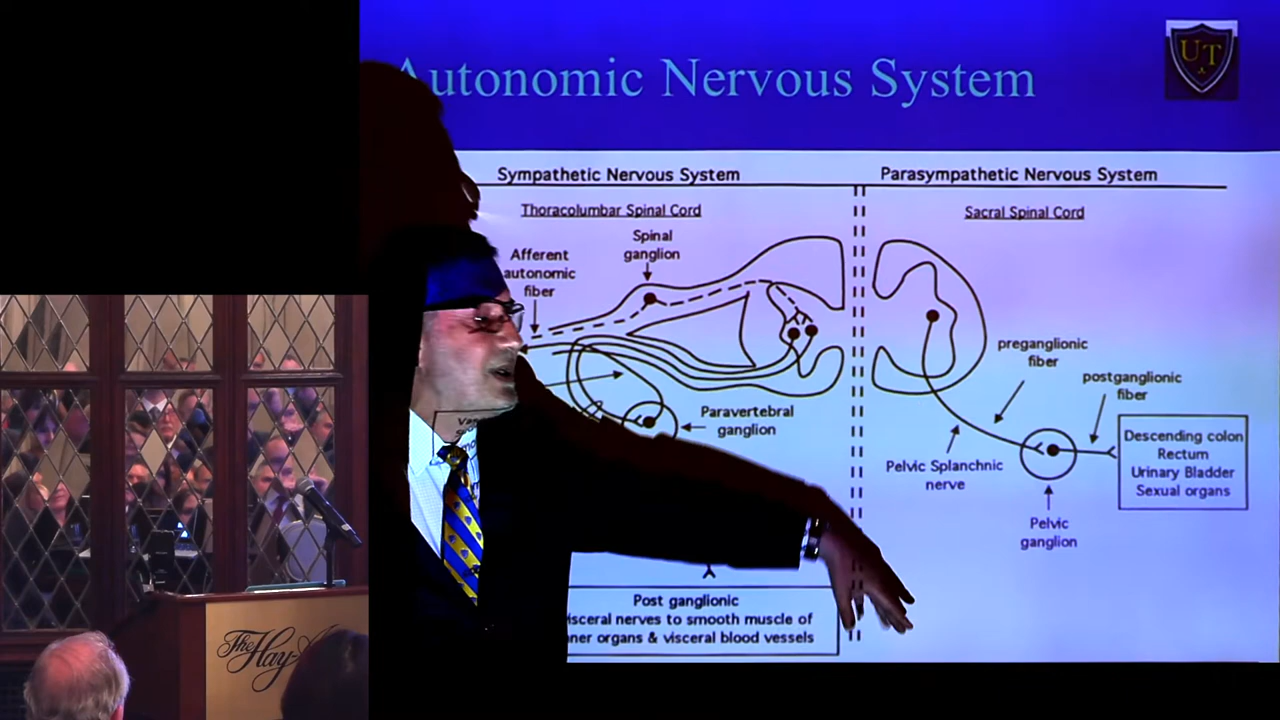 Autonomic Nervous System
UT
Sympathetic Nervous System
Parasympathetic Nervous System
Thoracolumbar Spinal Cord
Sacral Spinal Cord
Spinal
ganglion
Afferent
autonomic
fiber
preganglionic
fiber
postganglionic
fiber
Paravertebral
ganglion
Descending colon
Rectum
Urinary Bladder
Sexual organs
Pelvic Splanchnic
nerve
Pelvic
ganglion
Post ganglionic
visceral nerves to smooth muscle of
inner organs & visceral blood vessels
The Hay-